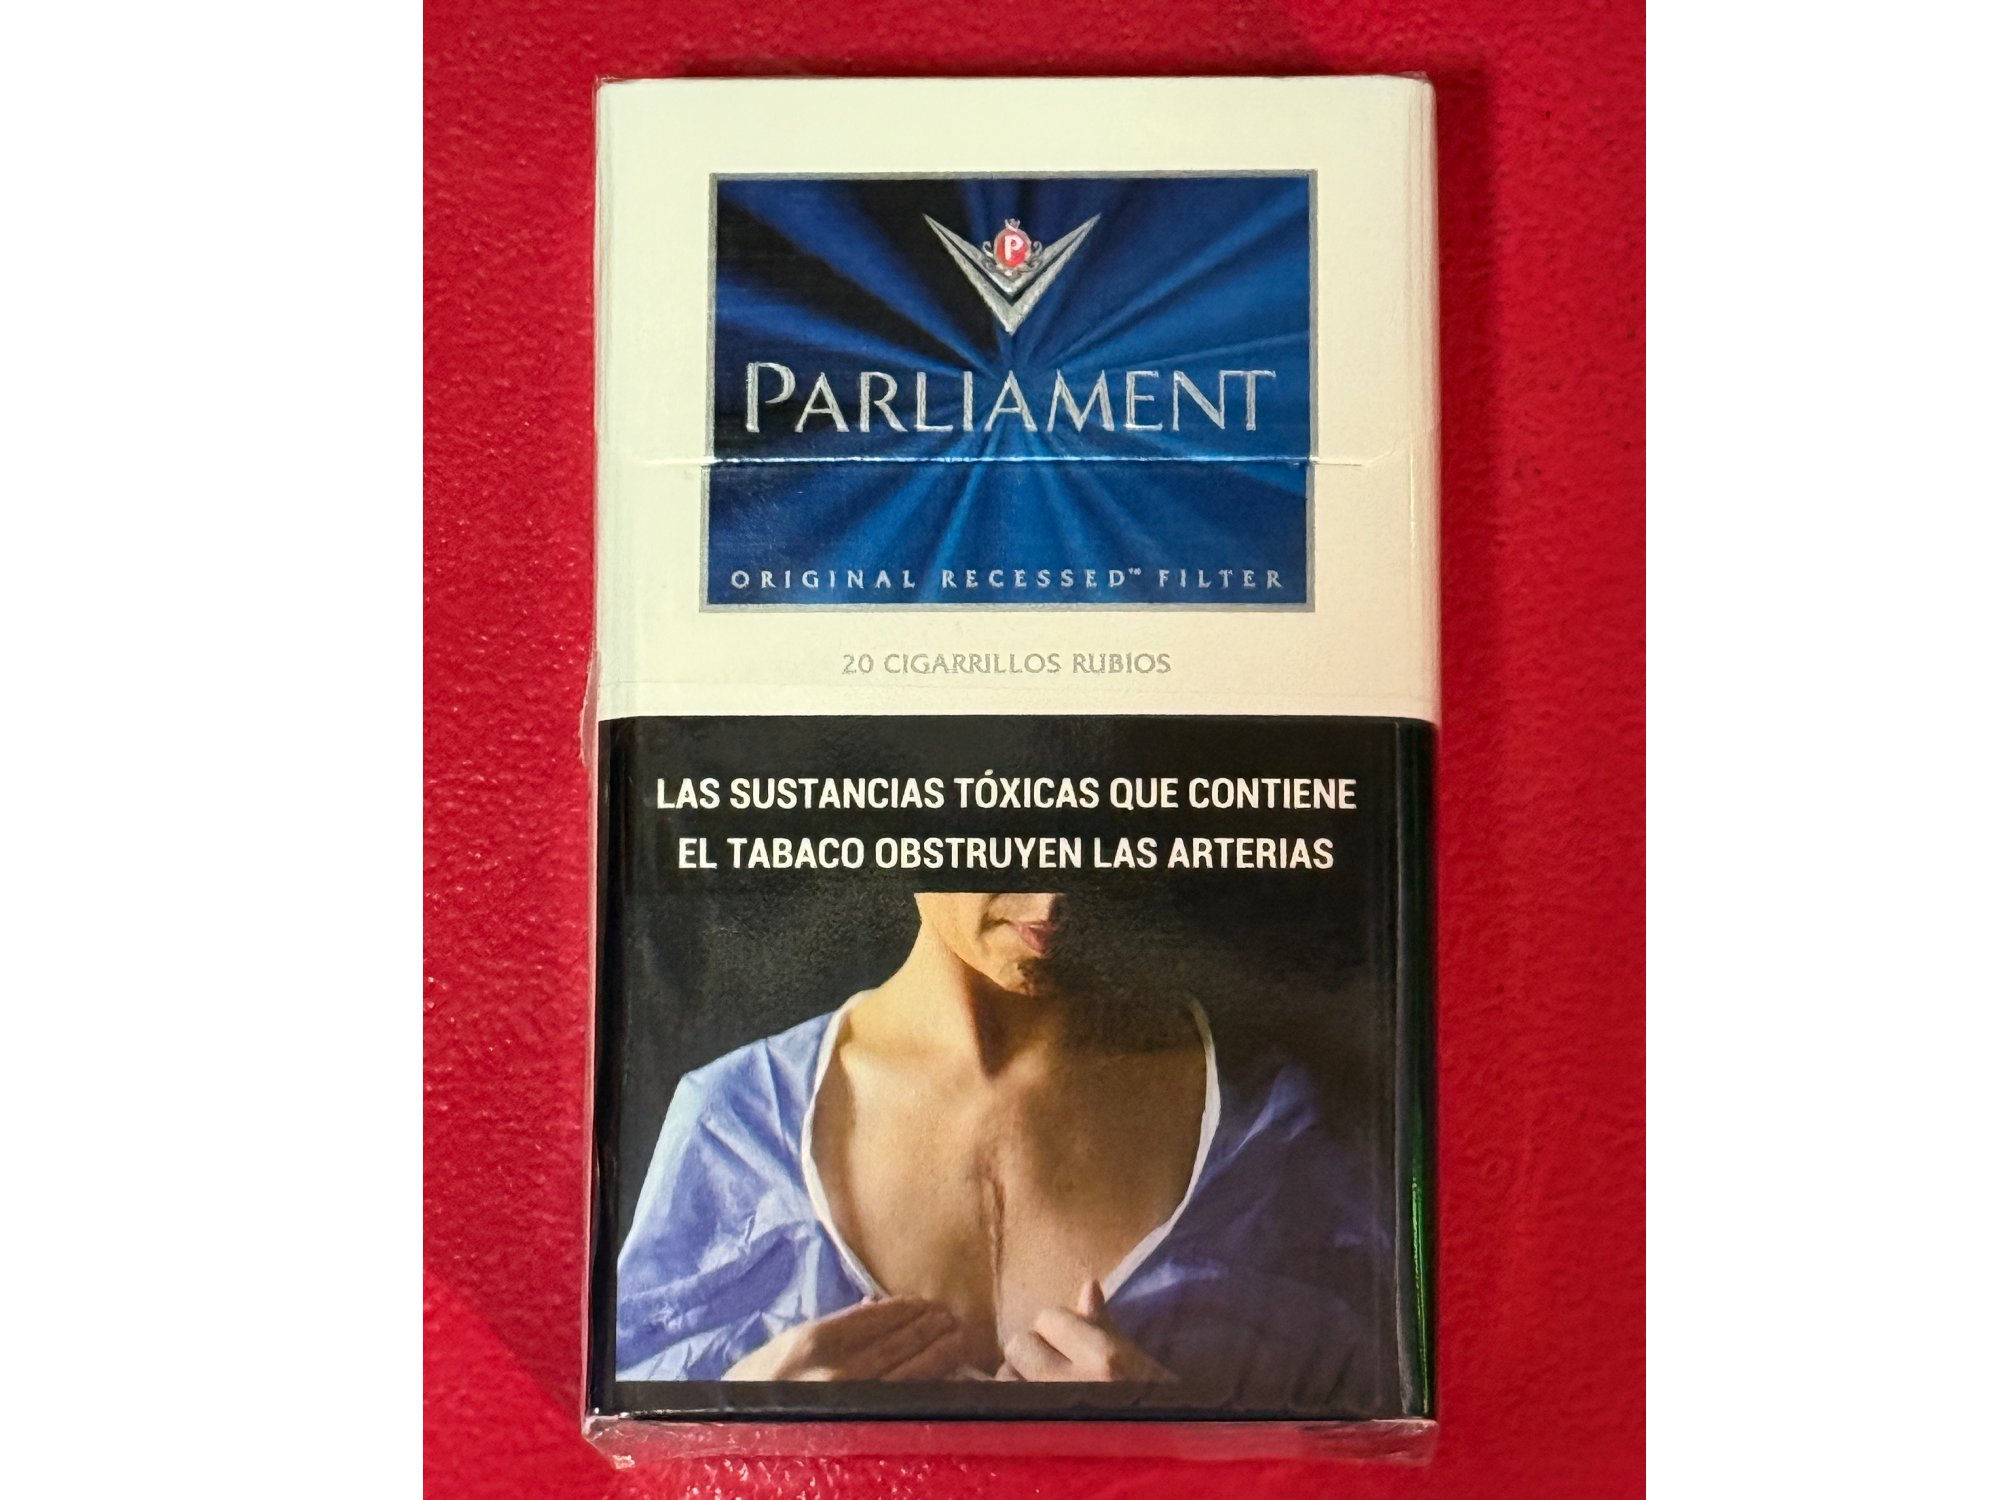 P
PARLIAMENT
ORIGINAL RECESSED™ FILTER
20 CIGARRILLOS RUBIOS
LAS SUSTANCIAS TÓXICAS QUE CONTIENE
EL TABACO OBSTRUYEN LAS ARTERIAS